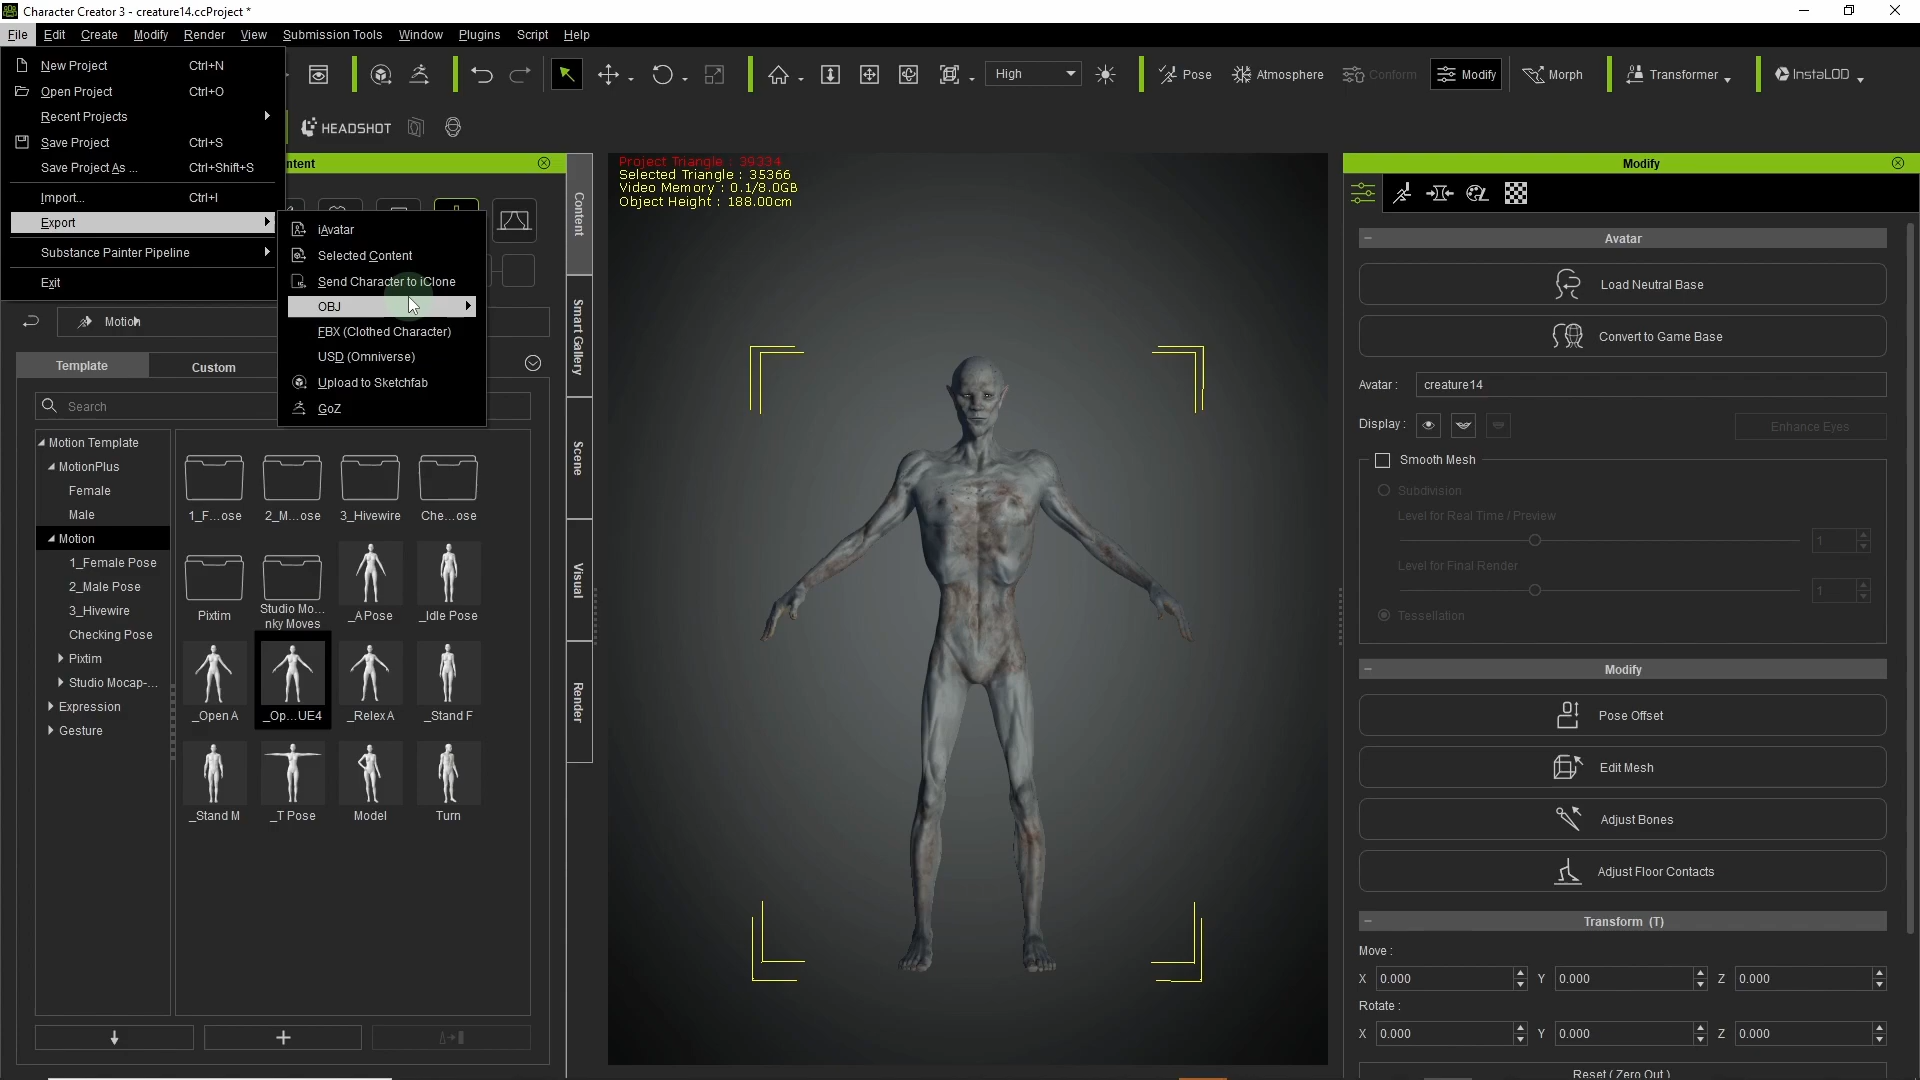 Character Creator 3 - creature14.ccProject *
File Edit Create Modify Render View Submission Tools Window Plugins Script Help
New Project Ctrl+N
Open Project Ctrl+O
Recent Projects
Save Project Ctrl+S
Save Project As ... Ctrl+Shift+S
Import... Ctrl+I
Export
Substance Painter Pipeline
Exit
iAvatar
Selected Content
Send Character to iClone
OBJ
FBX (Clothed Character)
USD (Omniverse)
Upload to Sketchfab
GoZ
High
Pose
Atmosphere
Conform
Modify
Morph
Transformer
InstaLOD
HEADSHOT
ntent
Motion
Template
Custom
Search
Motion Template
MotionPlus
Female
Male
Motion
1_Female Pose
2_Male Pose
3_Hivewire
Checking Pose
Pixtim
Studio Mocap-...
Expression
Gesture
1_F...ose 2_M...ose 3_Hivewire Che...ose
Pixtim Studio Mo...nky Moves _A Pose _Idle Pose
_Open A _Op...UE4 _Relex A _Stand F
_Stand M _T Pose Model Turn
Content
Smart Gallery
Scene
Visual
Render
Project Triangle : 39334
Selected Triangle : 35366
Video Memory : 0.1/8.0GB
Object Height : 188.00cm
Modify
Avatar
Load Neutral Base
Convert to Game Base
Avatar : creature14
Display :
Enhance Eyes
Smooth Mesh
Subdivision
Level for Real Time / Preview
1
Level for Final Render
1
Tessellation
Modify
Pose Offset
Edit Mesh
Adjust Bones
Adjust Floor Contacts
Transform (T)
Move :
X 0.000 Y 0.000 Z 0.000
Rotate :
X 0.000 Y 0.000 Z 0.000
Reset ( Zero Out )